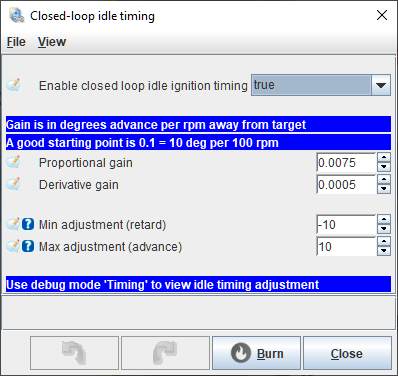 Closed-loop idle timing
File View
Enable closed loop idle ignition timing true
Gain is in degrees advance per rpm away from target
A good starting point is 0.1 = 10 deg per 100 rpm
Proportional gain 0.0075
Derivative gain 0.0005
Min adjustment (retard) -10
Max adjustment (advance) 10
Use debug mode 'Timing' to view idle timing adjustment
Burn Close